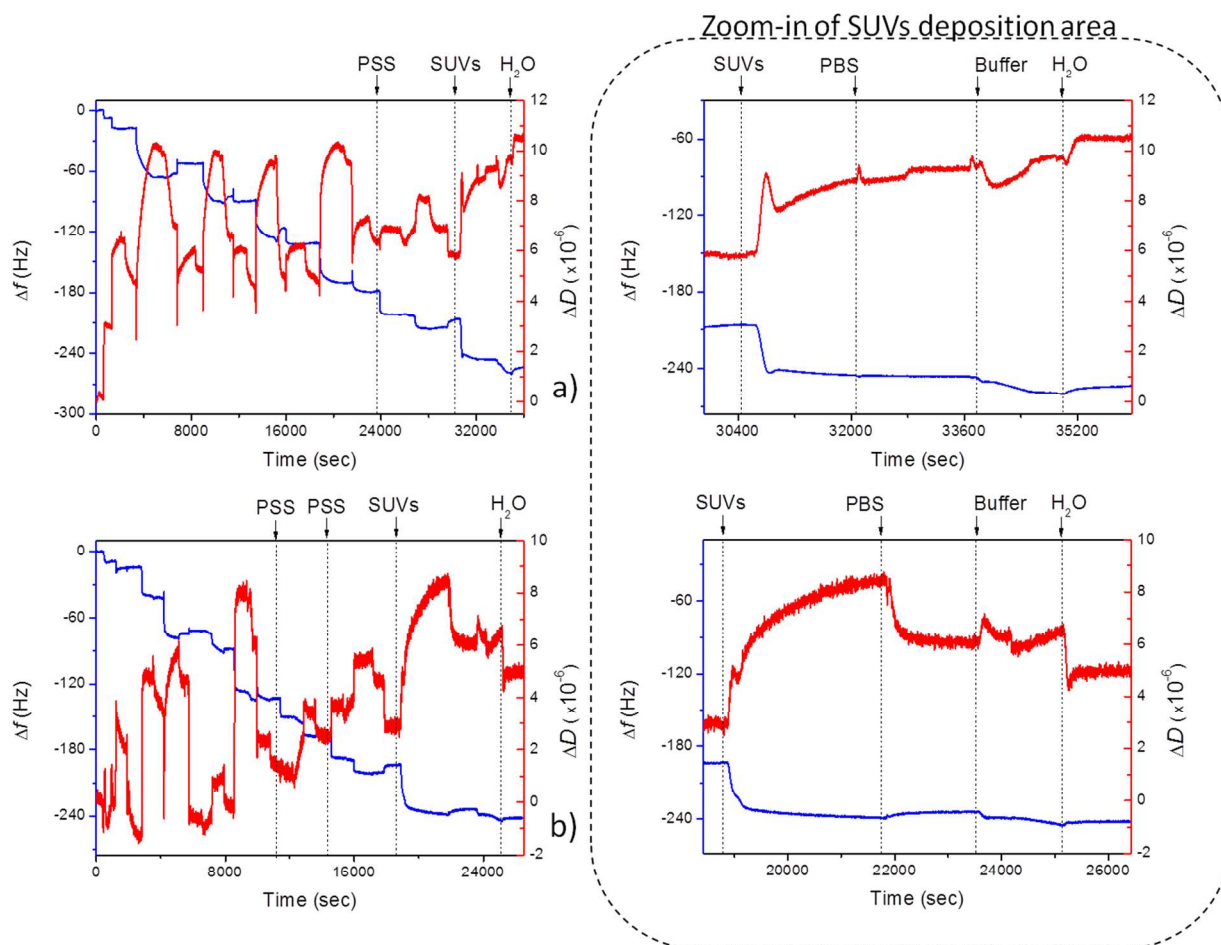 Zoom-in of SUVs deposition area
PSS SUVs H₂O
0
-60
-120
-180
-240
-300
Δf (Hz)
12
10
8
6
4
2
0
ΔD (×10⁻⁶)
a)
0 8000 16000 24000 32000
Time (sec)
SUVs PBS Buffer H₂O
-60
-120
-180
-240
Δf (Hz)
12
10
8
6
4
2
0
ΔD (×10⁻⁶)
30400 32000 33600 35200
Time (sec)
PSS PSS SUVs H₂O
0
-60
-120
-180
-240
Δf (Hz)
10
8
6
4
2
0
-2
ΔD (×10⁻⁶)
b)
0 8000 16000 24000
Time (sec)
SUVs PBS Buffer H₂O
0
-60
-120
-180
-240
Δf (Hz)
10
8
6
4
2
0
-2
ΔD (×10⁻⁶)
20000 22000 24000 26000
Time (sec)